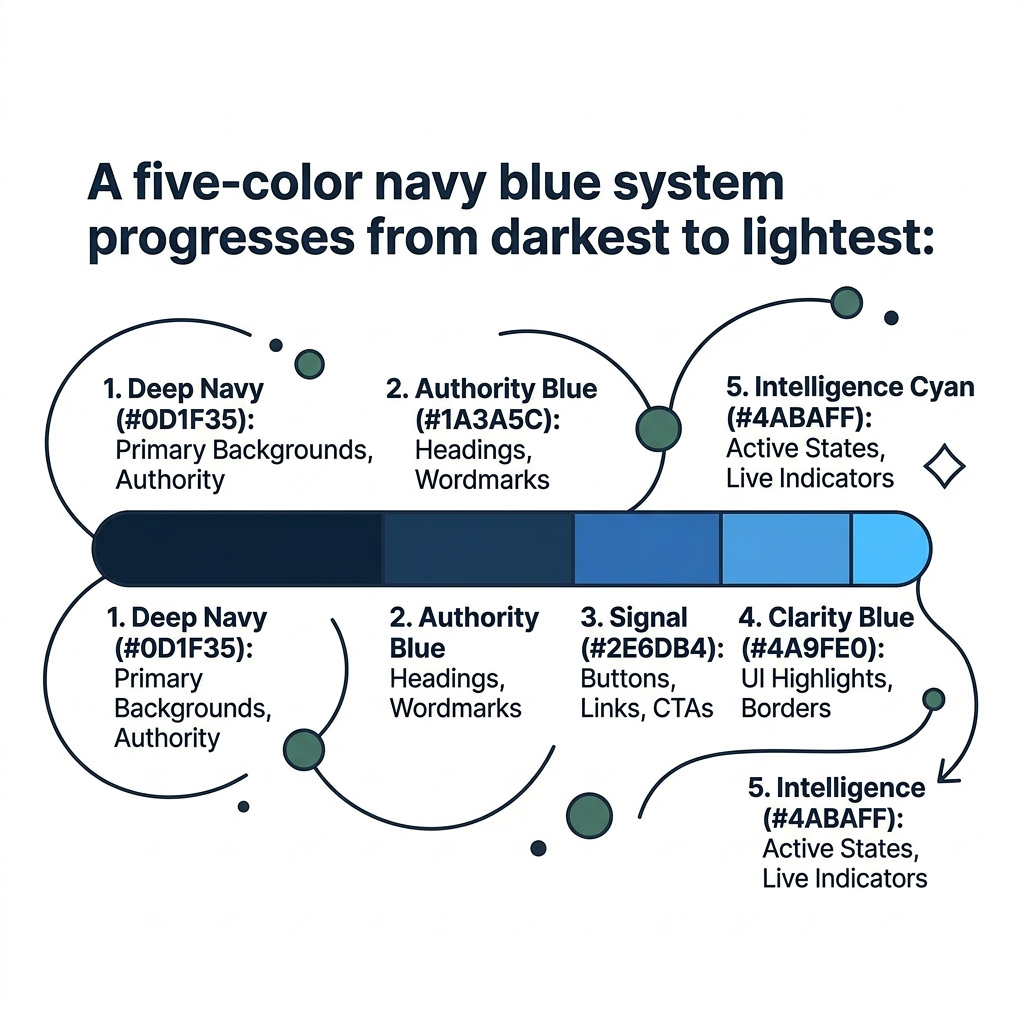 A five-color navy blue system
progresses from darkest to lightest:
1. Deep Navy
(#0D1F35):
Primary Backgrounds,
Authority
2. Authority Blue
(#1A3A5C):
Headings,
Wordmarks
5. Intelligence Cyan
(#4ABAFF):
Active States,
Live Indicators
1. Deep Navy
(#0D1F35):
Primary
Backgrounds,
Authority
2. Authority
Blue
Headings,
Wordmarks
3. Signal
(#2E6DB4):
Buttons,
Links, CTAs
4. Clarity Blue
(#4A9FE0):
UI Highlights,
Borders
5. Intelligence
(#4ABAFF):
Active States,
Live Indicators